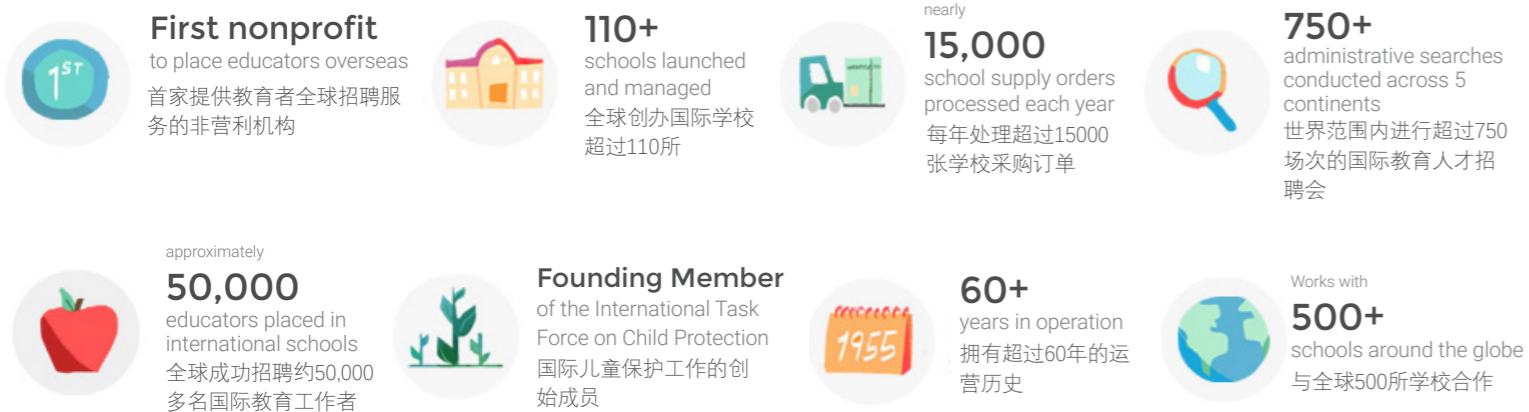 1ST
First nonprofit
to place educators overseas
首家提供教育者全球招聘服
务的非营利机构
110+
schools launched
and managed
全球创办国际学校
超过110所
nearly
15,000
school supply orders
processed each year
每年处理超过15000
张学校采购订单
750+
administrative searches
conducted across 5
continents
世界范围内进行超过750
场次的国际教育人才招
聘会
approximately
50,000
educators placed in
international schools
全球成功招聘约50,000
多名国际教育工作者
Founding Member
of the International Task
Force on Child Protection
国际儿童保护工作的创
始成员
1955
60+
years in operation
拥有超过60年的运
营历史
Works with
500+
schools around the globe
与全球500所学校合作